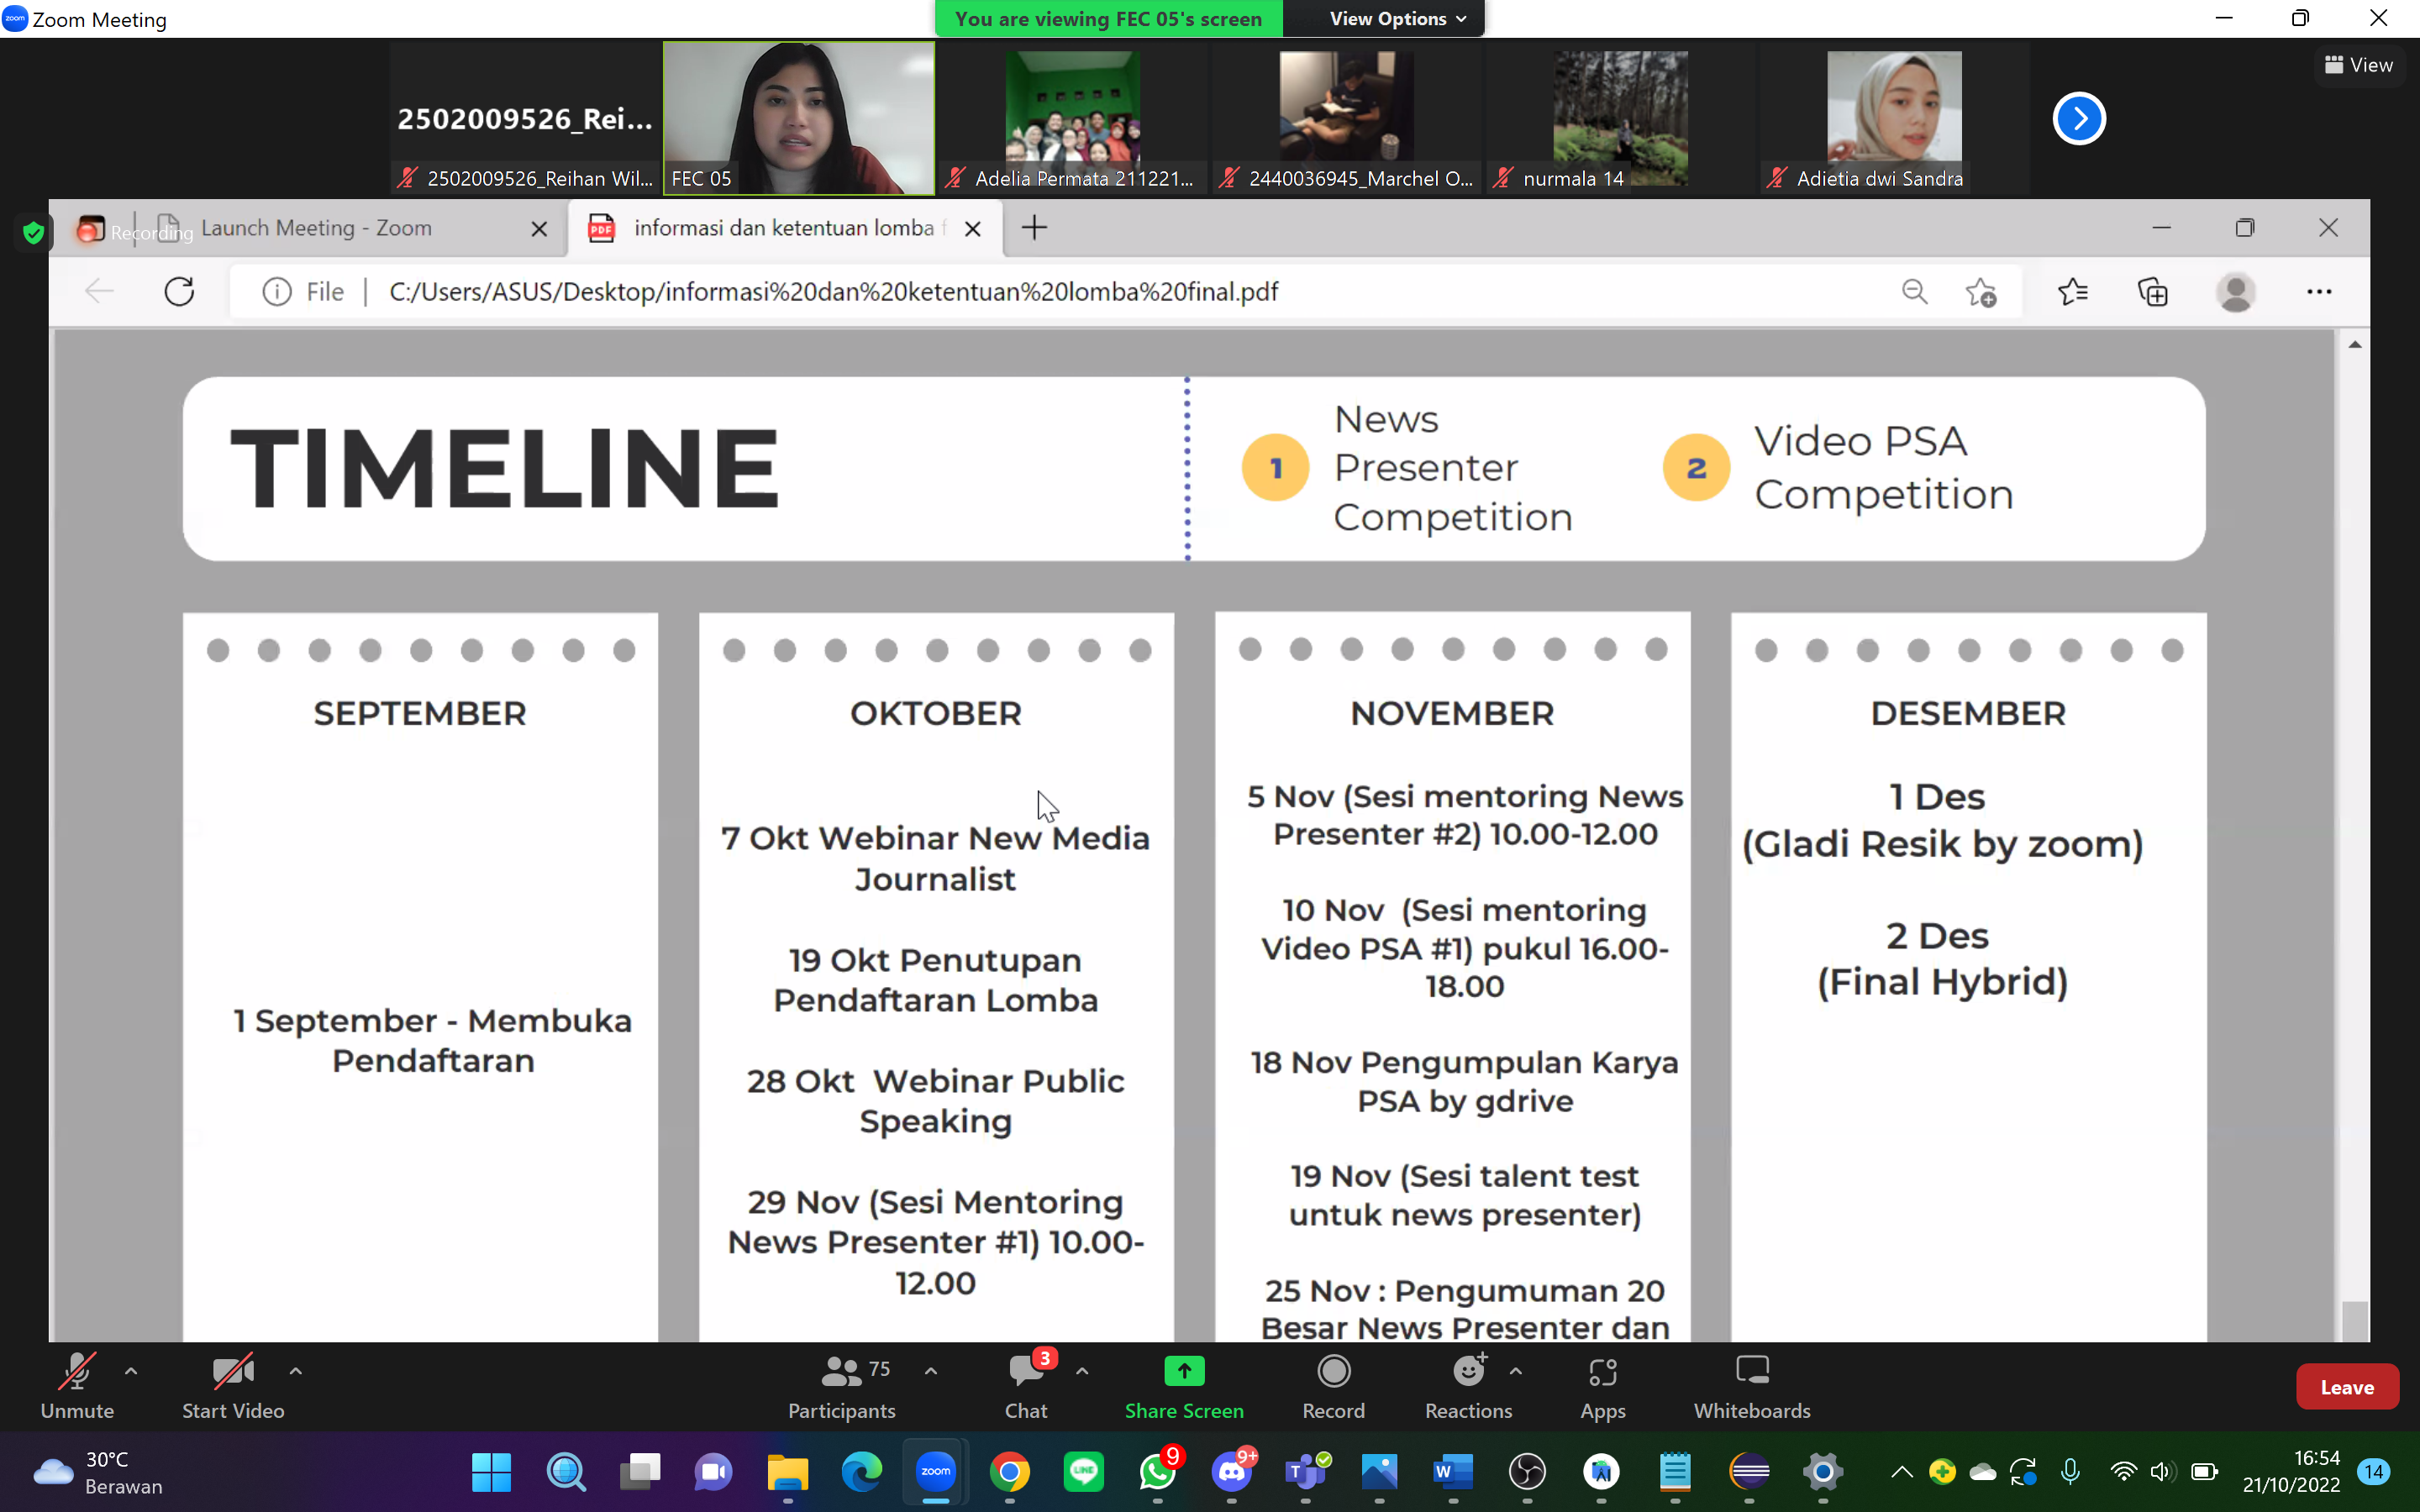 zoom Zoom Meeting
You are viewing FEC 05's screen View Options
View
2502009526_Rei...
2502009526_Reihan Wil...
FEC 05
Adelia Permata 211221...
2440036945_Marchel O...
nurmala 14
Adietia dwi Sandra
Recording
Launch Meeting - Zoom
PDF informasi dan ketentuan lomba f
File C:/Users/ASUS/Desktop/informasi%20dan%20ketentuan%20lomba%20final.pdf
TIMELINE
1
News
Presenter
Competition
2
Video PSA
Competition
SEPTEMBER
1 September - Membuka
Pendaftaran
OKTOBER
7 Okt Webinar New Media
Journalist
19 Okt Penutupan
Pendaftaran Lomba
28 Okt Webinar Public
Speaking
29 Nov (Sesi Mentoring
News Presenter #1) 10.00-
12.00
NOVEMBER
5 Nov (Sesi mentoring News
Presenter #2) 10.00-12.00
10 Nov (Sesi mentoring
Video PSA #1) pukul 16.00-
18.00
18 Nov Pengumpulan Karya
PSA by gdrive
19 Nov (Sesi talent test
untuk news presenter)
25 Nov : Pengumuman 20
Besar News Presenter dan
DESEMBER
1 Des
(Gladi Resik by zoom)
2 Des
(Final Hybrid)
Unmute
Start Video
75
Participants
3
Chat
Share Screen
Record
Reactions
Apps
Whiteboards
Leave
30°C
Berawan
zoom
LINE
9
9+
T
W
AI
16:54
21/10/2022
14